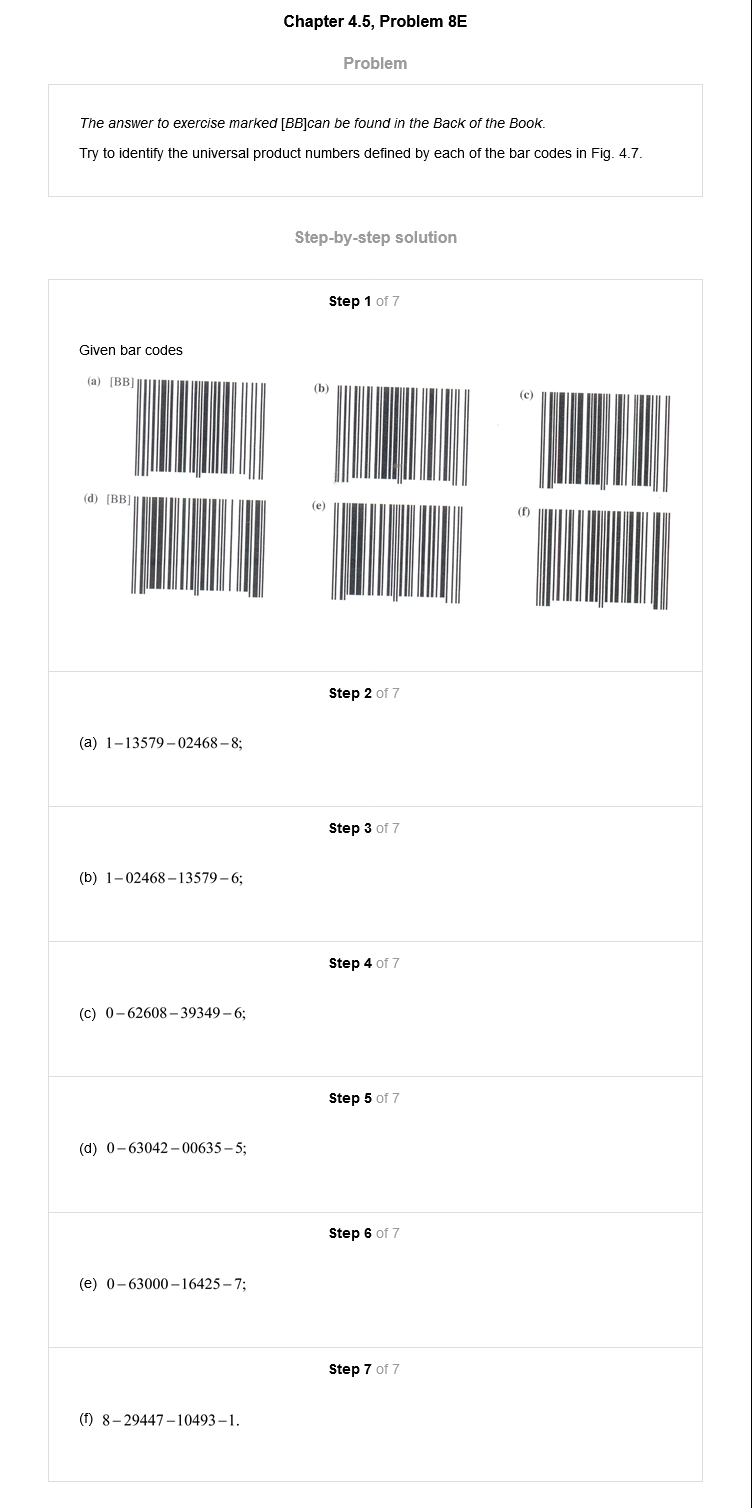 Chapter 4.5, Problem 8E
Problem
The answer to exercise marked [BB]can be found in the Back of the Book.
Try to identify the universal product numbers defined by each of the bar codes in Fig. 4.7.
Step-by-step solution
Step 1 of 7
Given bar codes
(a) [BB]
(b)
(c)
(d) [BB]
(e)
(f)
Step 2 of 7
(a) 1–13579–02468–8;
Step 3 of 7
(b) 1–02468–13579–6;
Step 4 of 7
(c) 0–62608–39349–6;
Step 5 of 7
(d) 0–63042–00635–5;
Step 6 of 7
(e) 0–63000–16425–7;
Step 7 of 7
(f) 8–29447–10493–1.